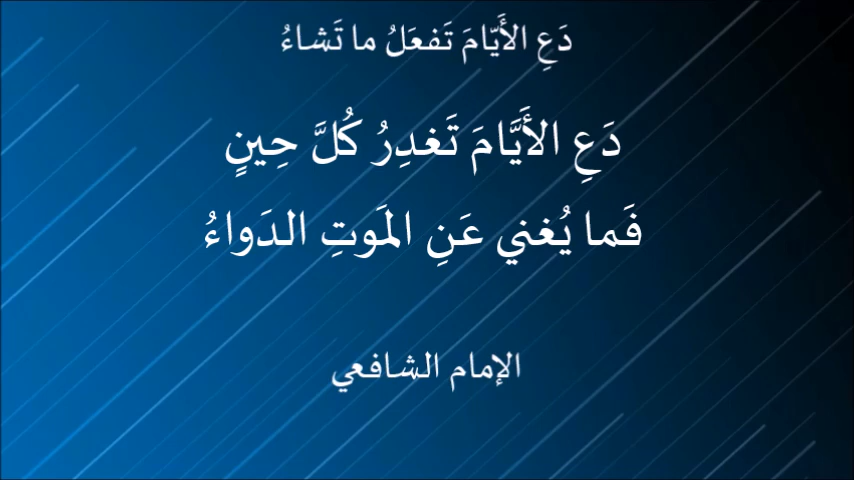 دَعِ الأَيّامَ تَفعَلُ ما تَشاءُ
دَعِ الأَيَّامَ تَغدِرُ كُلَّ حِينٍ
فَما يُغني عَنِ المَوتِ الدَواءُ
الإمام الشافعي